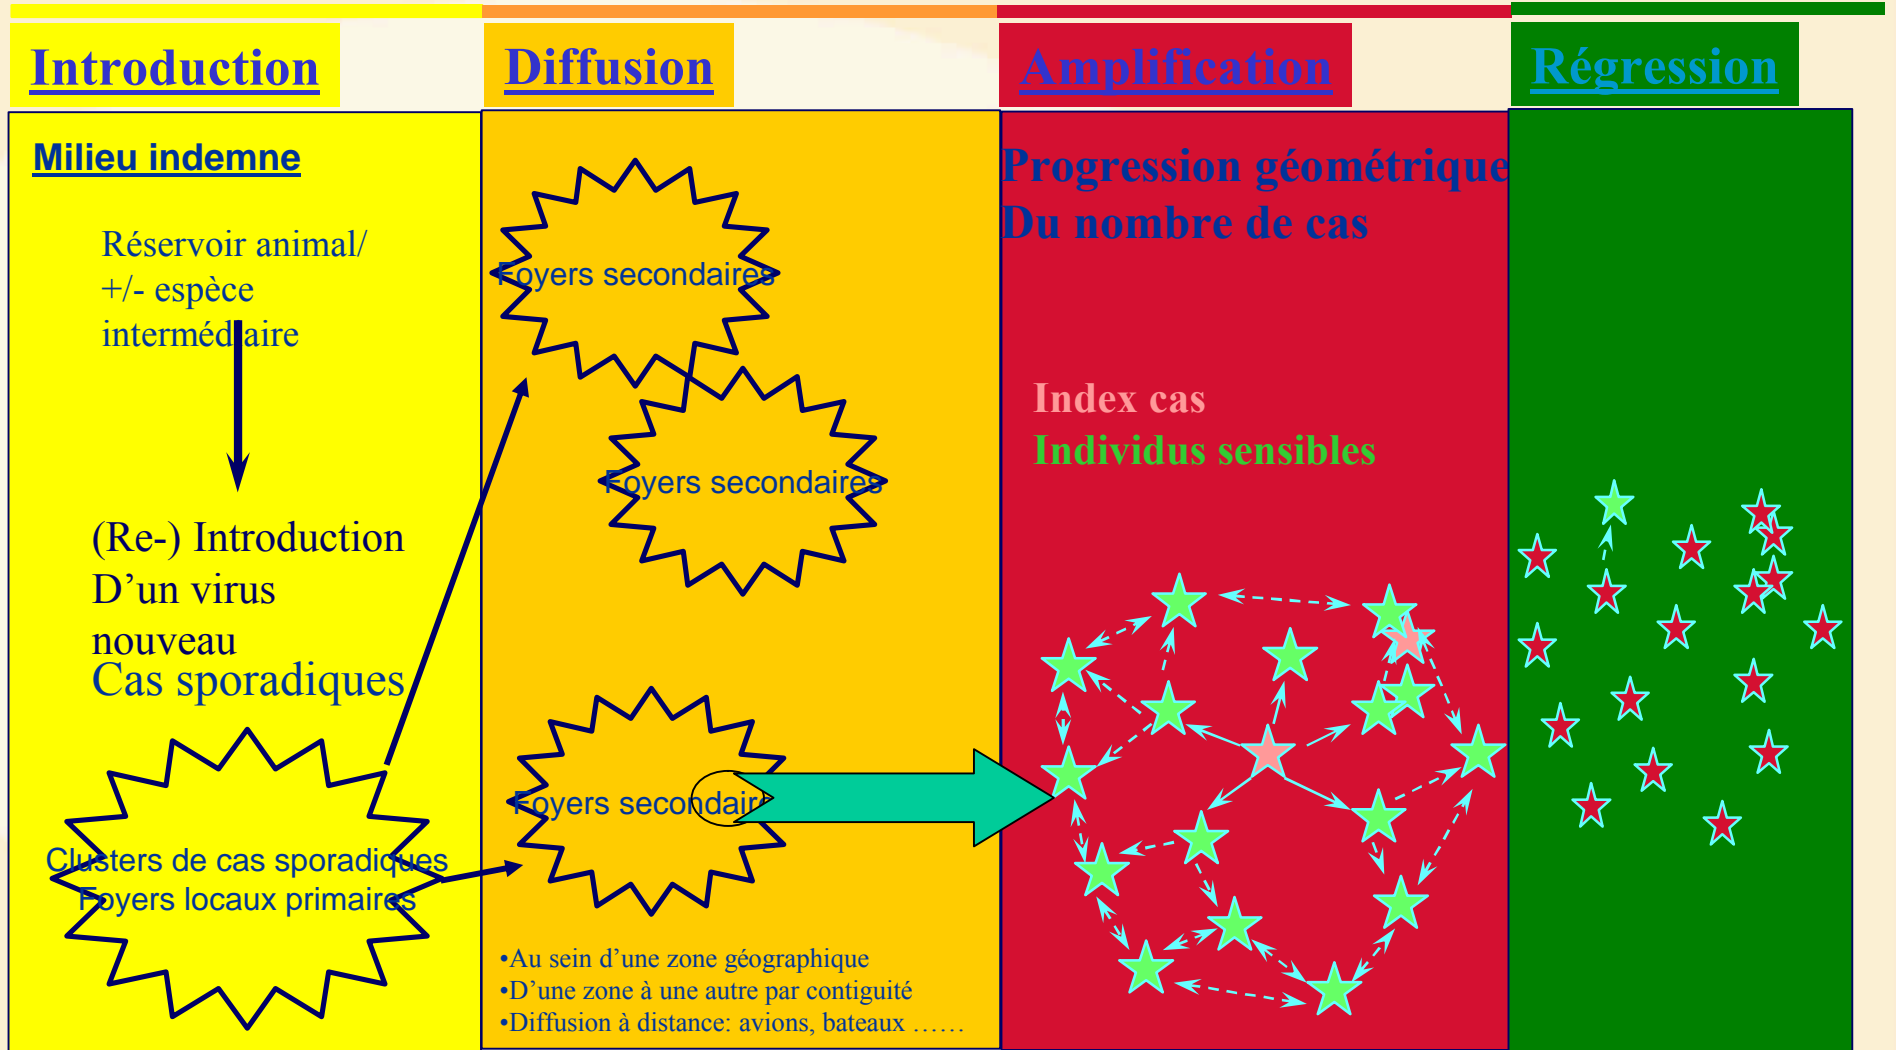 Introduction
Milieu indemne
Réservoir animal/
+/- espèce
intermédiaire
(Re-) Introduction
D’un virus
nouveau
Cas sporadiques
Clusters de cas sporadiques
Foyers locaux primaires
Diffusion
Foyers secondaires
Foyers secondaires
Foyers secondaire
•Au sein d’une zone géographique
•D’une zone à une autre par contiguité
•Diffusion à distance: avions, bateaux ……
Amplification
Progression géométrique
Du nombre de cas
Index cas
Individus sensibles
Régression